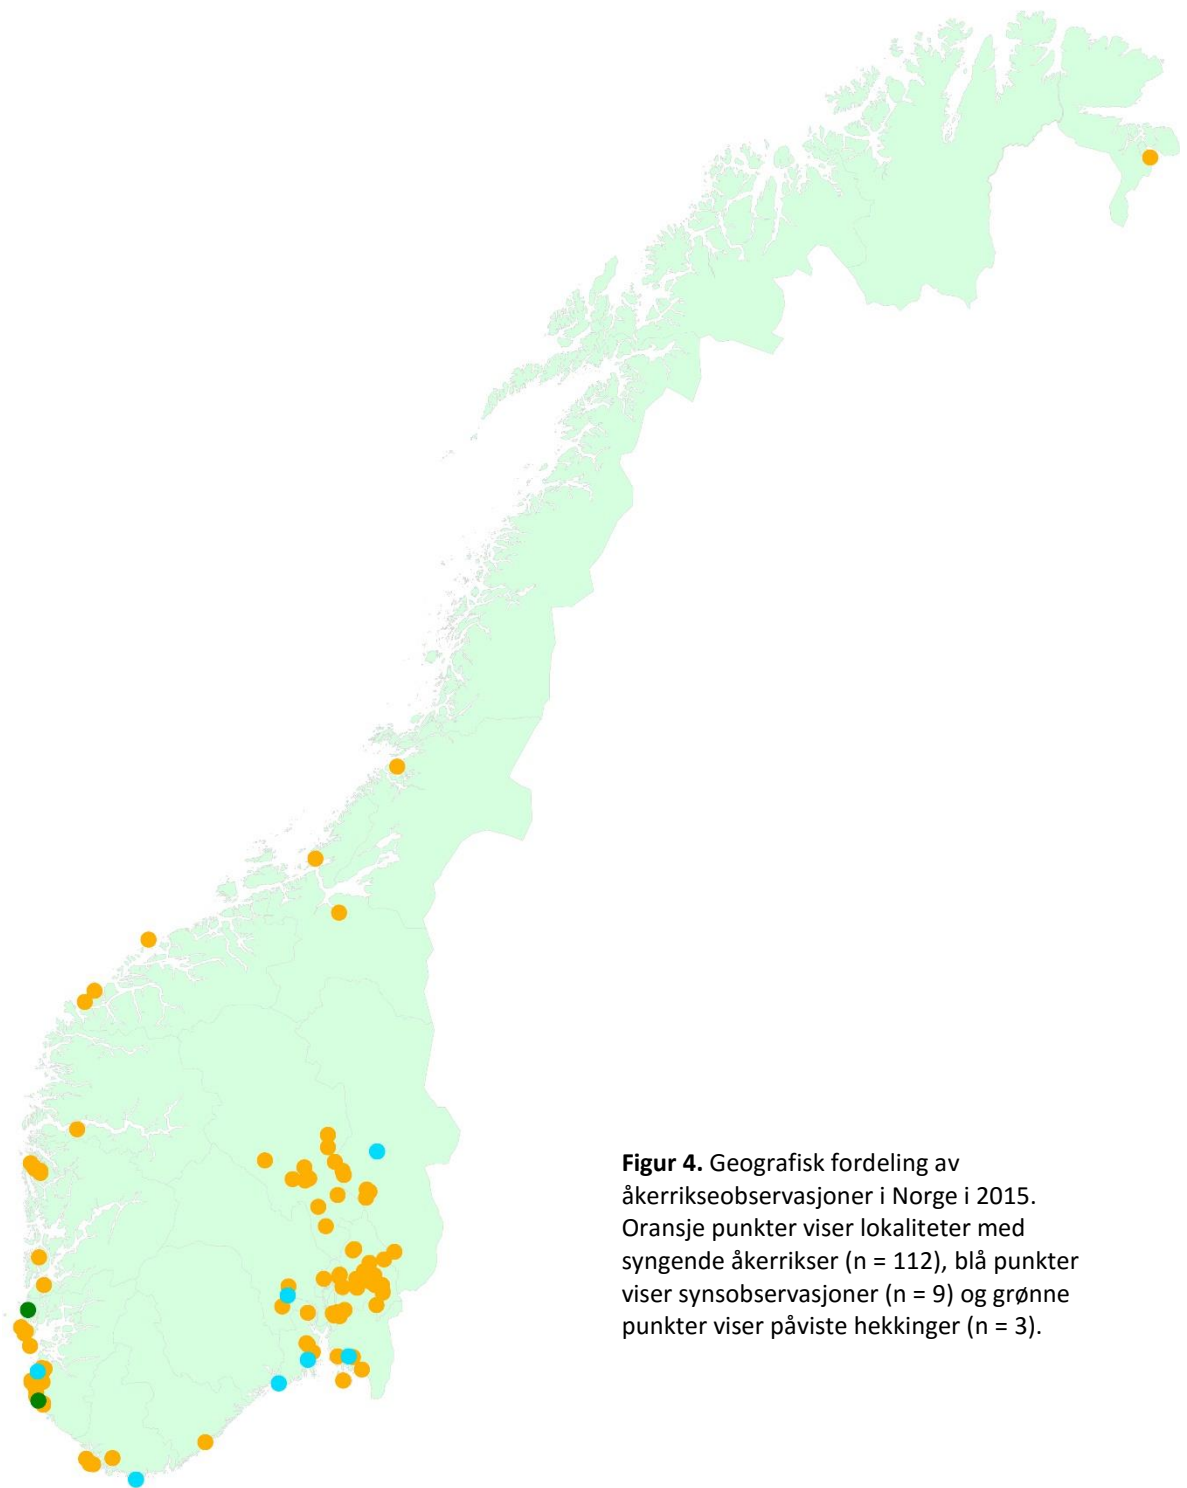 Figur 4. Geografisk fordeling av
åkerrikseobservasjoner i Norge i 2015.
Oransje punkter viser lokaliteter med
syngende åkerrikser (n = 112), blå punkter
viser synsobservasjoner (n = 9) og grønne
punkter viser påviste hekkinger (n = 3).